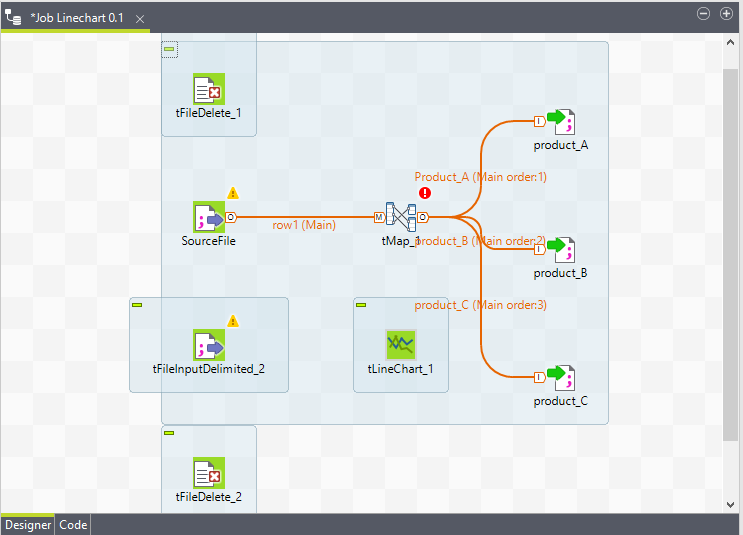 *Job Linechart 0.1
tFileDelete_1
product_A
Product_A (Main order:1)
SourceFile
O
row1 (Main)
M
tMap_1
O
product_B (Main order:2)
I
product_B
product_C (Main order:3)
tFileInputDelimited_2
tLineChart_1
I
product_C
I
tFileDelete_2
Designer
Code